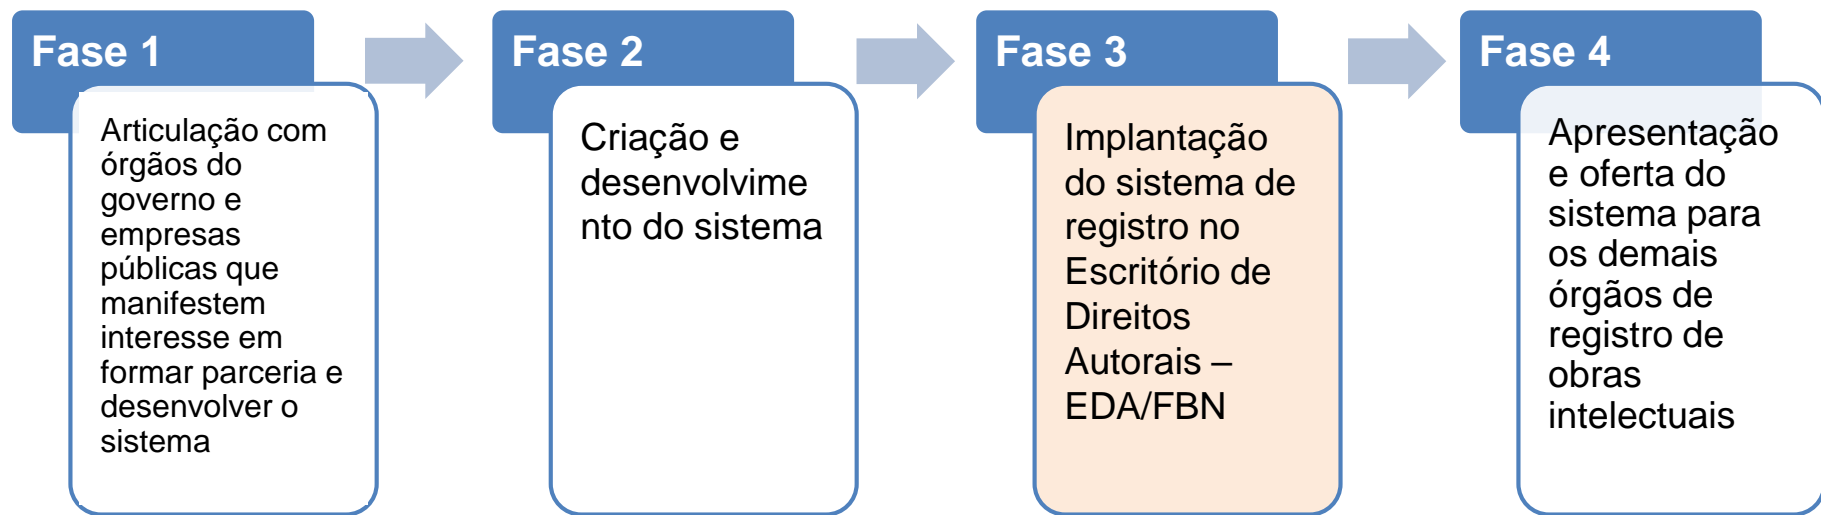 Fase 1
Articulação com
órgãos do
governo e
empresas
públicas que
manifestem
interesse em
formar parceria e
desenvolver o
sistema
Fase 2
Criação e
desenvolvime
nto do sistema
Fase 3
Implantação
do sistema de
registro no
Escritório de
Direitos
Autorais –
EDA/FBN
Fase 4
Apresentação
e oferta do
sistema para
os demais
órgãos de
registro de
obras
intelectuais